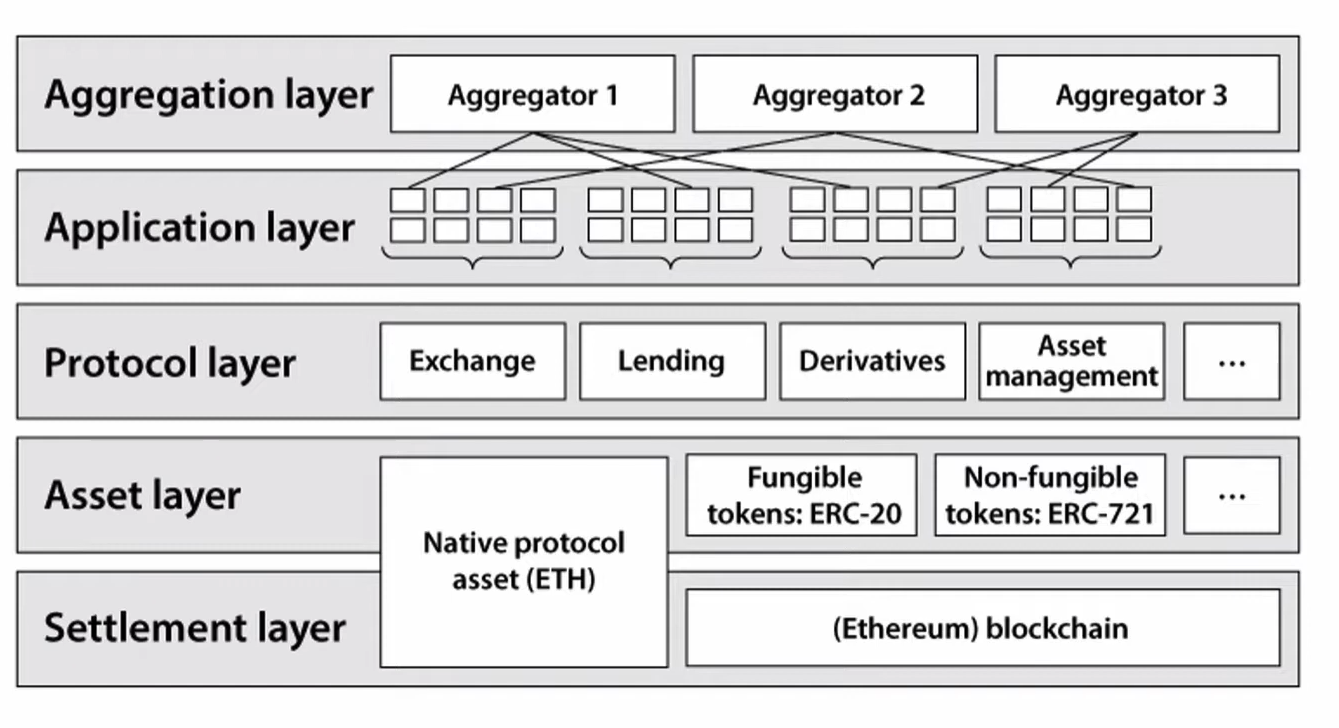 Aggregation layer
Aggregator 1
Aggregator 2
Aggregator 3
Application layer
Protocol layer
Exchange
Lending
Derivatives
Asset
management
...
Asset layer
Native protocol
asset (ETH)
Fungible
tokens: ERC-20
Non-fungible
tokens: ERC-721
...
Settlement layer
(Ethereum) blockchain